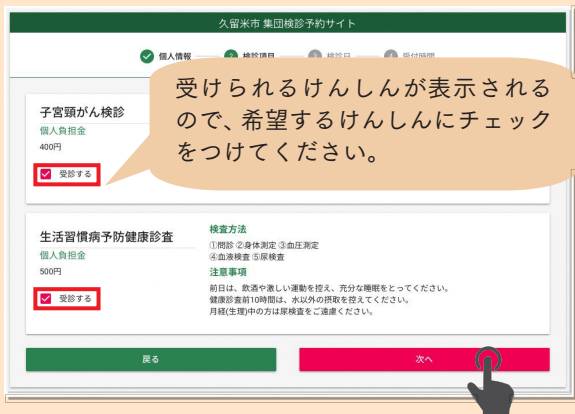 久留米市 集団検診予約サイト
個人情報 2 検診項目 3 検診日 4 受付時間
受けられるけんしんが表示される
ので、希望するけんしんにチェック
をつけてください。
子宮頸がん検診
個人負担金
400円
受診する
生活習慣病予防健康診査
個人負担金
500円
受診する
検査方法
①問診 ②身体測定 ③血圧測定
④血液検査 ⑤尿検査
注意事項
前日は、飲酒や激しい運動を控え、充分な睡眠をとってください。
健康診査前10時間は、水以外の摂取を控えてください。
月経(生理)中の方は尿検査をご遠慮ください。
戻る
次へ